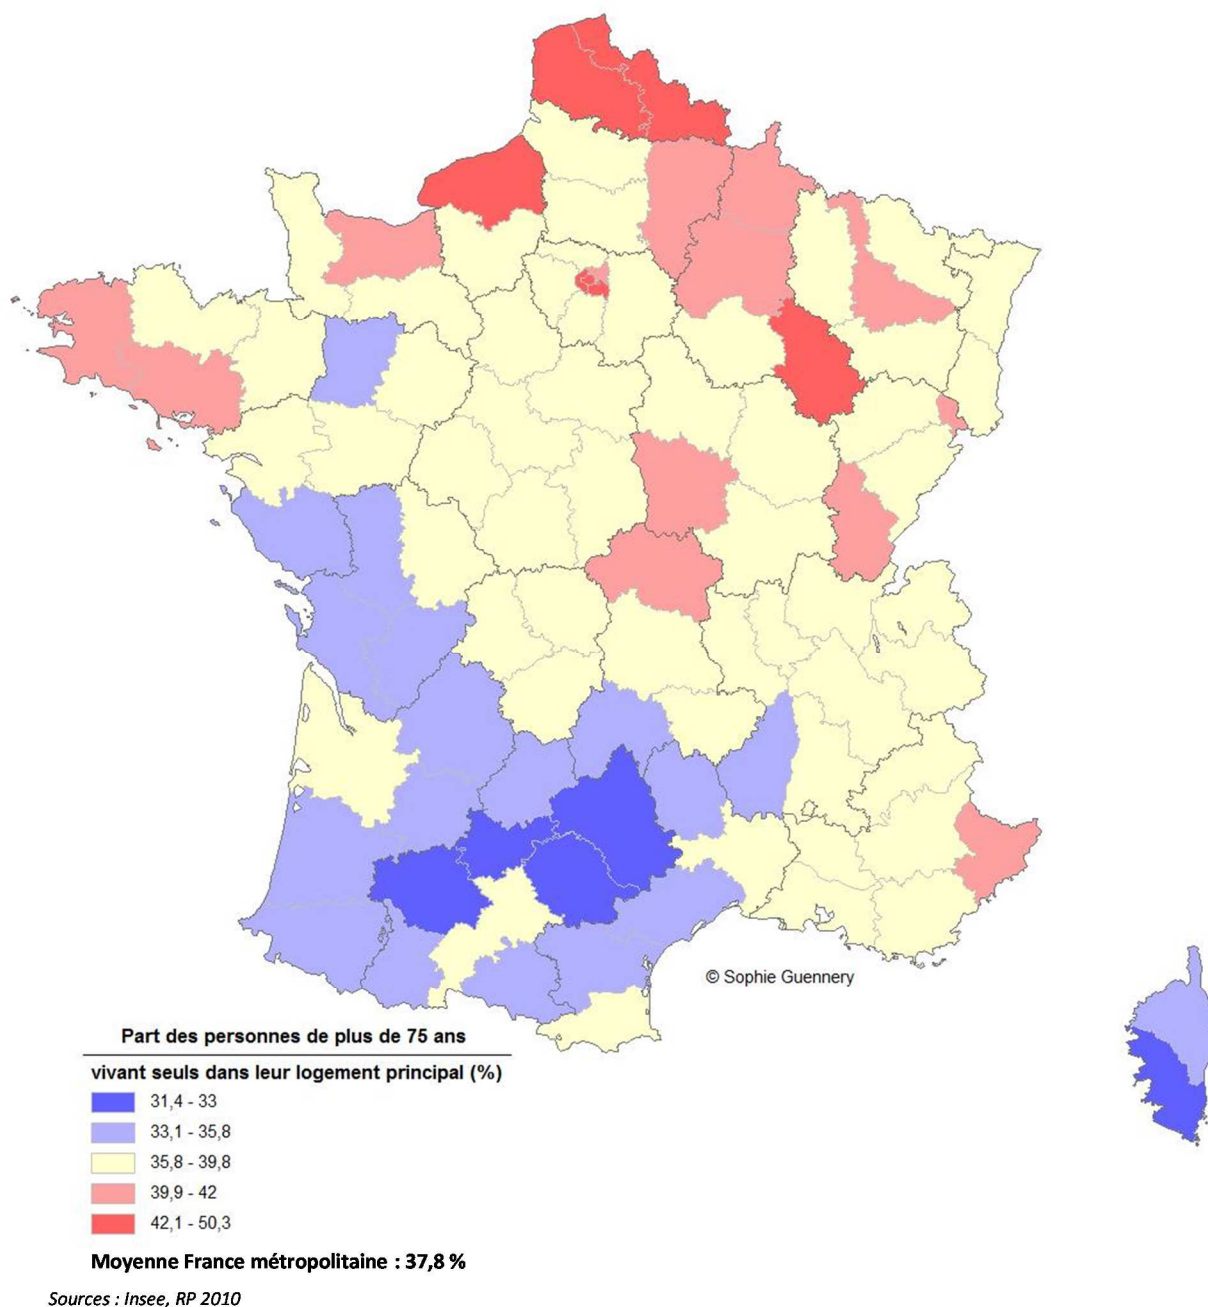 © Sophie Guennery
Part des personnes de plus de 75 ans
vivant seuls dans leur logement principal (%)
31,4 - 33
33,1 - 35,8
35,8 - 39,8
39,9 - 42
42,1 - 50,3
Moyenne France métropolitaine : 37,8 %
Sources : Insee, RP 2010